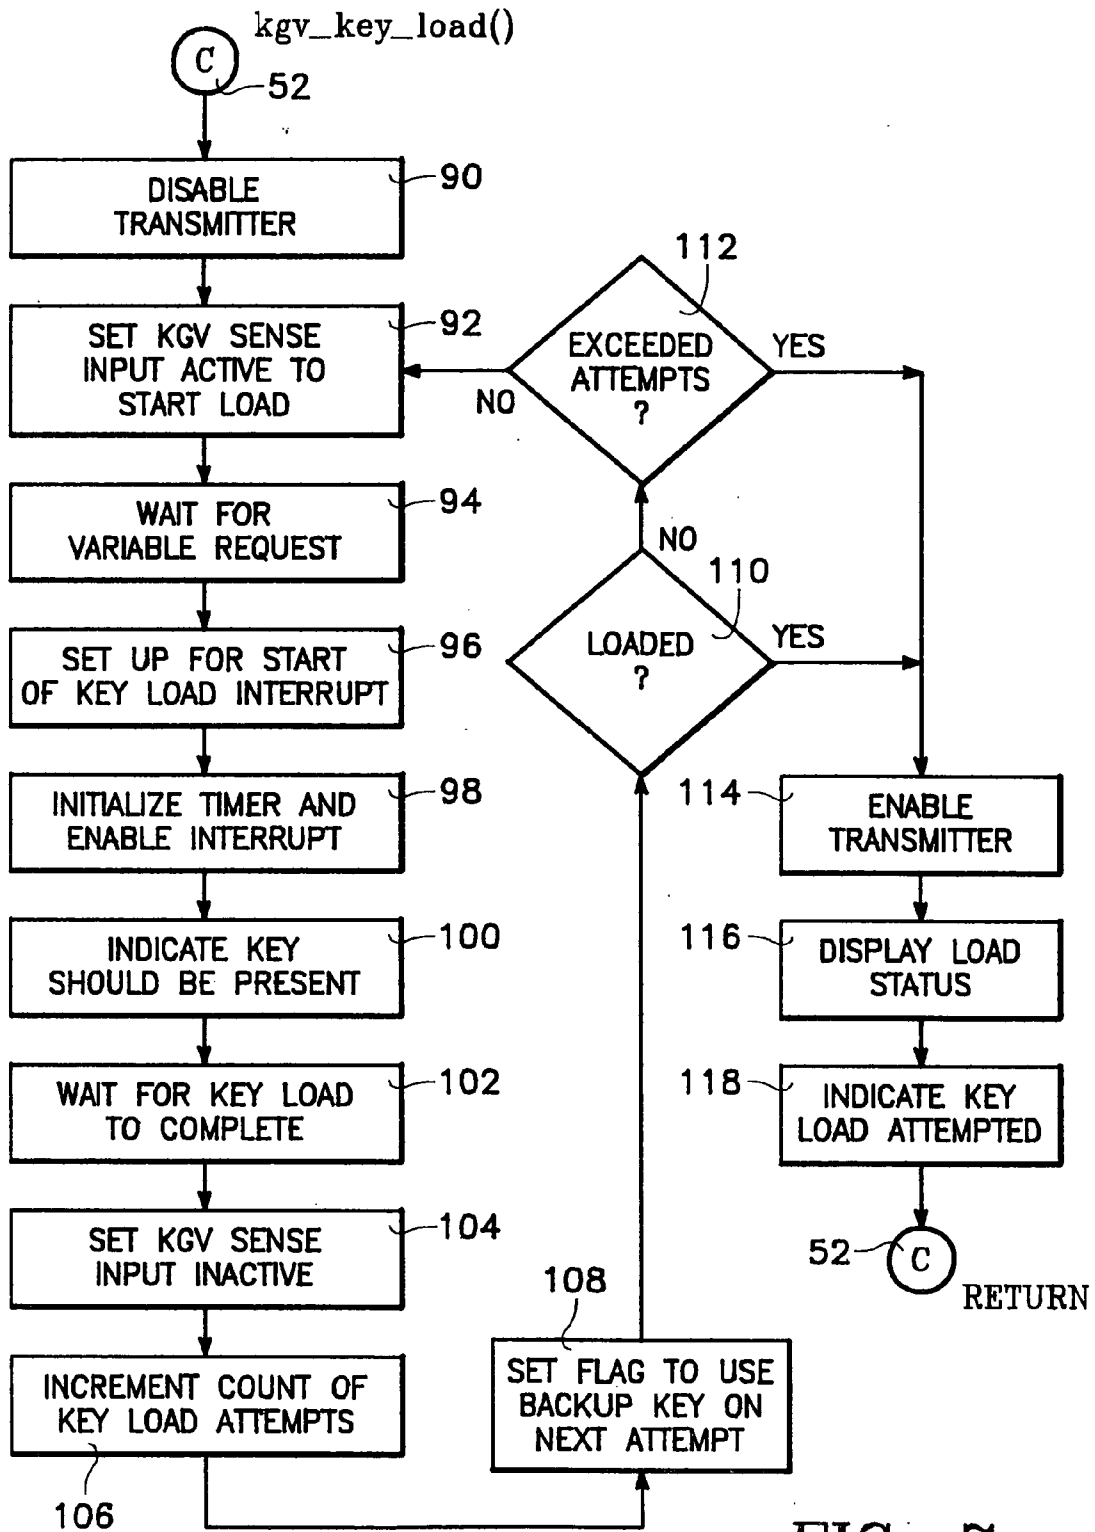 kgv_key_load()
C
52
DISABLE
TRANSMITTER
90
SET KGV SENSE
INPUT ACTIVE TO
START LOAD
92
WAIT FOR
VARIABLE REQUEST
94
SET UP FOR START
OF KEY LOAD INTERRUPT
96
INITIALIZE TIMER AND
ENABLE INTERRUPT
98
INDICATE KEY
SHOULD BE PRESENT
100
WAIT FOR KEY LOAD
TO COMPLETE
102
SET KGV SENSE
INPUT INACTIVE
104
INCREMENT COUNT OF
KEY LOAD ATTEMPTS
106
108
SET FLAG TO USE
BACKUP KEY ON
NEXT ATTEMPT
110
LOADED
?
YES
NO
112
EXCEEDED
ATTEMPTS
?
YES
NO
114
ENABLE
TRANSMITTER
116
DISPLAY LOAD
STATUS
118
INDICATE KEY
LOAD ATTEMPTED
52
C
RETURN